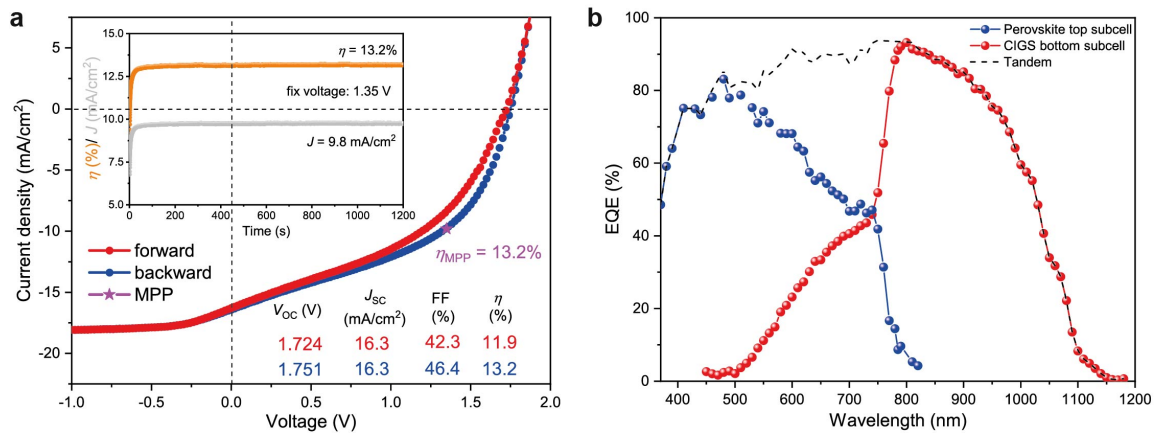 a
5
0
-5
-10
-15
-20
Current density (mA/cm²)
-1.0 -0.5 0.0 0.5 1.0 1.5 2.0
Voltage (V)
15.0
12.5
10.0
7.5
5.0
η (%)/ J (mA/cm²)
0 200 400 600 800 1000 1200
Time (s)
η = 13.2%
fix voltage: 1.35 V
J = 9.8 mA/cm²
forward
backward
MPP
ηMPP = 13.2%
VOC (V) JSC (mA/cm²) FF (%) η (%)
1.724 16.3 42.3 11.9
1.751 16.3 46.4 13.2
b
100
80
60
40
20
0
EQE (%)
400 500 600 700 800 900 1000 1100 1200
Wavelength (nm)
Perovskite top subcell
CIGS bottom subcell
Tandem